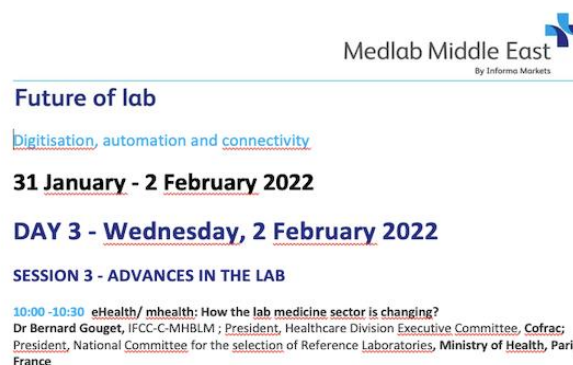 Medlab Middle East
By Informa Markets
Future of lab
Digitisation, automation and connectivity
31 January - 2 February 2022
DAY 3 - Wednesday, 2 February 2022
SESSION 3 - ADVANCES IN THE LAB
10:00 -10:30 eHealth/ mhealth: How the lab medicine sector is changing?
Dr Bernard Gouget, IFCC-C-MHBLM ; President, Healthcare Division Executive Committee, Cofrac;
President, National Committee for the selection of Reference Laboratories, Ministry of Health, Pari
France